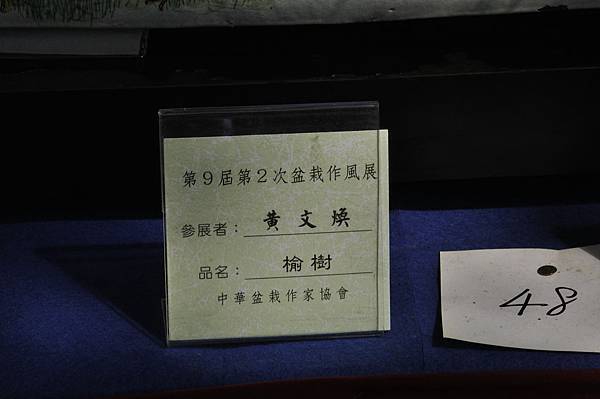 第9屆第2次盆栽作風展
參展者：黃文煥
品名：榆樹
中華盆栽作家協會
48